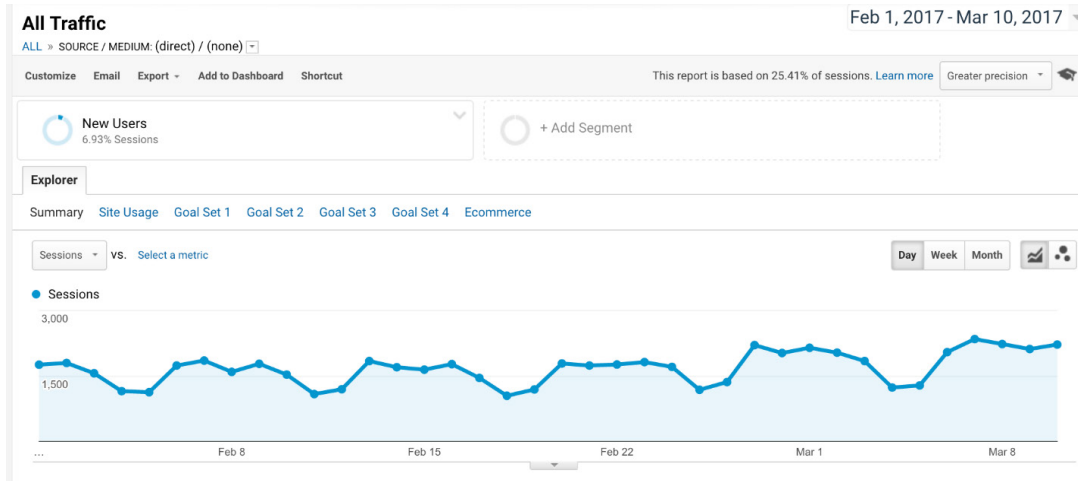 All Traffic
Feb 1, 2017 - Mar 10, 2017
ALL » SOURCE / MEDIUM: (direct) / (none)
Customize Email Export Add to Dashboard Shortcut
This report is based on 25.41% of sessions. Learn more Greater precision
New Users
6.93% Sessions
+ Add Segment
Explorer
Summary Site Usage Goal Set 1 Goal Set 2 Goal Set 3 Goal Set 4 Ecommerce
Sessions VS. Select a metric
Day Week Month
Sessions
3,000
1,500
... Feb 8 Feb 15 Feb 22 Mar 1 Mar 8